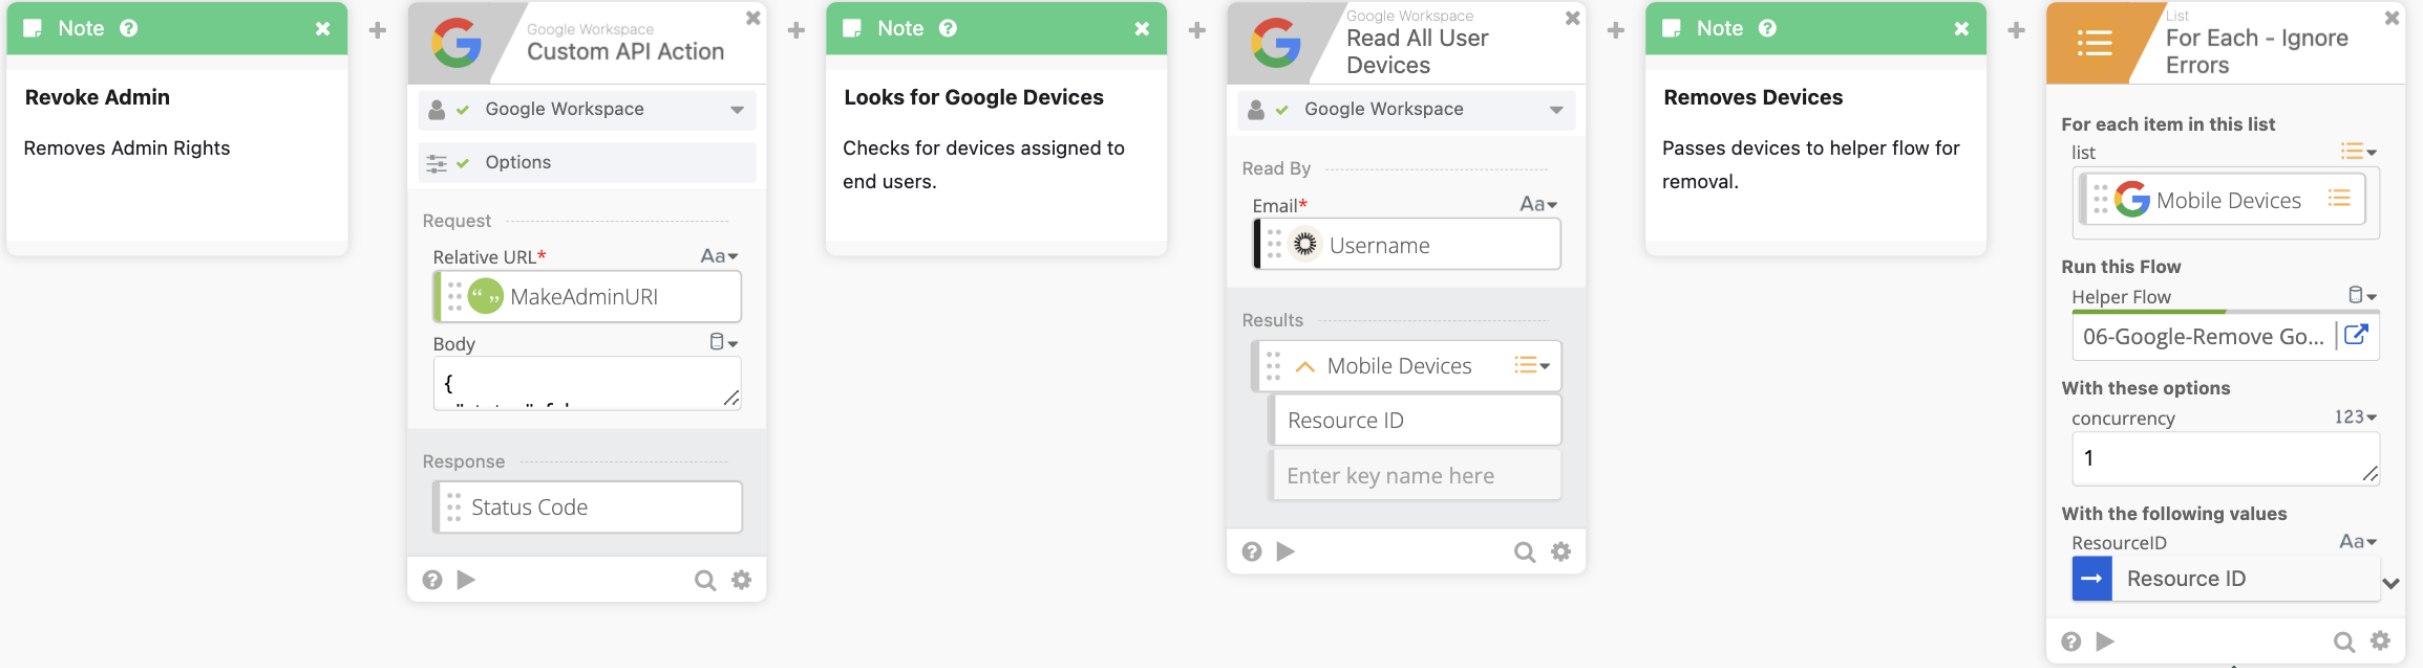 Note
Revoke Admin
Removes Admin Rights
Google Workspace
Custom API Action
Google Workspace
Options
Request
Relative URL*
Aa
“ ”
MakeAdminURI
Body
{
Response
Status Code
Note
Looks for Google Devices
Checks for devices assigned to
end users.
Google Workspace
Read All User
Devices
Google Workspace
Read By
Email*
Aa
Username
Results
Mobile Devices
Resource ID
Enter key name here
Note
Removes Devices
Passes devices to helper flow for
removal.
List
For Each - Ignore
Errors
For each item in this list
list
Mobile Devices
Run this Flow
Helper Flow
06-Google-Remove Go...
With these options
concurrency
123
1
With the following values
ResourceID
Aa
Resource ID